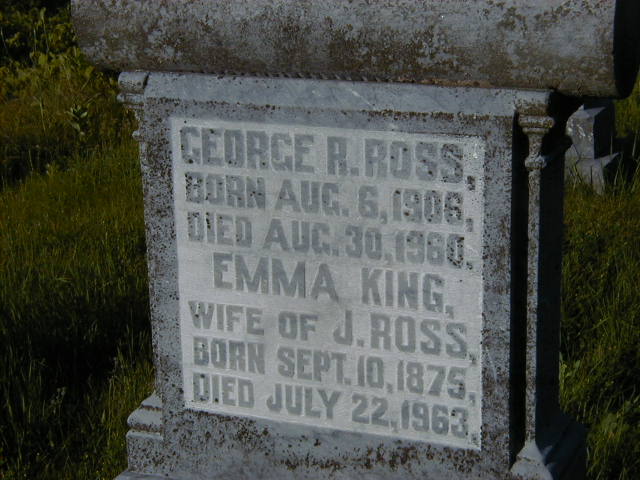 GEORGE R. ROSS,
BORN AUG. 6, 1906,
DIED AUG. 30, 1960.
EMMA KING,
WIFE OF J. ROSS,
BORN SEPT. 10, 1875,
DIED JULY 22, 1963.